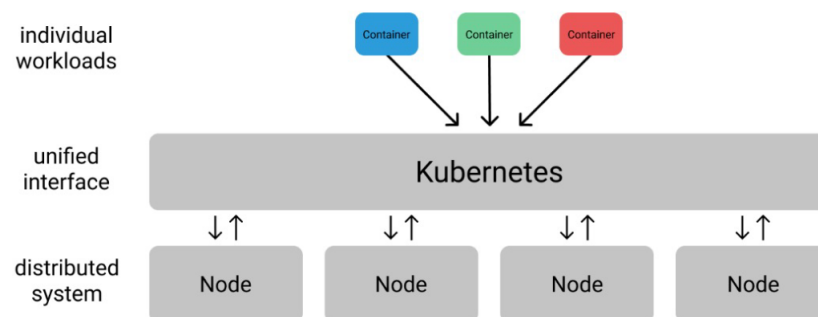 individual
workloads
Container
Container
Container
unified
interface
Kubernetes
distributed
system
Node
Node
Node
Node